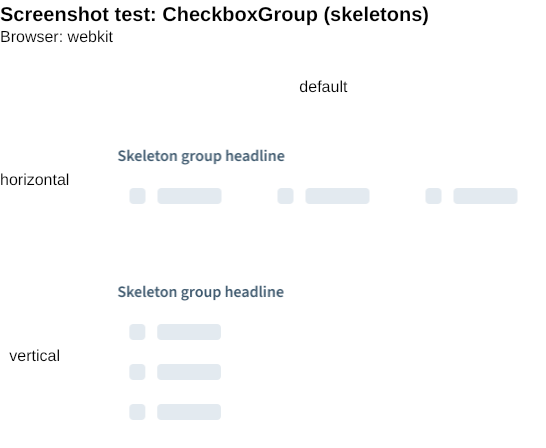 Screenshot test: CheckboxGroup (skeletons)
Browser: webkit
default
Skeleton group headline
horizontal
Skeleton group headline
vertical